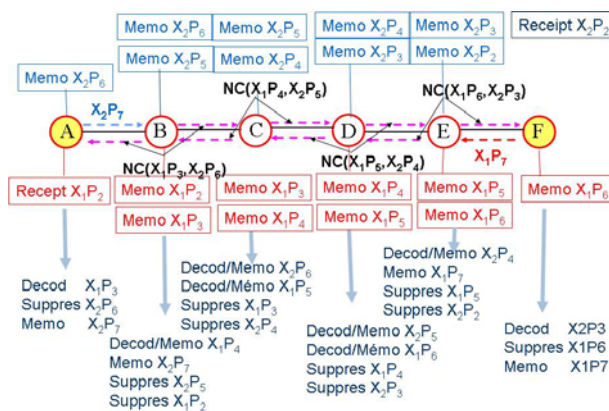 Memo X₂P₆ Memo X₂P₅ Memo X₂P₄ Memo X₂P₃ Receipt X₂P₂
Memo X₂P₅ Memo X₂P₄ Memo X₂P₃ Memo X₂P₂
Memo X₂P₆
NC(X₁P₄,X₂P₅) NC(X₁P₆,X₂P₃)
X₂P₇
A B C D E F
NC(X₁P₃,X₂P₆) NC(X₁P₅,X₂P₄) X₁P₇
Recept X₁P₂ Memo X₁P₂ Memo X₁P₃ Memo X₁P₄ Memo X₁P₅ Memo X₁P₆
Memo X₁P₃ Memo X₁P₄ Memo X₁P₅ Memo X₁P₆
Decod X₁P₃
Suppres X₂P₆
Memo X₂P₇
Decod/Memo X₁P₄
Memo X₂P₇
Suppres X₂P₅
Suppres X₁P₂
Decod/Memo X₂P₆
Decod/Mémo X₁P₅
Suppres X₁P₃
Suppres X₂P₄
Decod/Memo X₂P₅
Decod/Mémo X₁P₆
Suppres X₁P₄
Suppres X₂P₃
Decod/Memo X₂P₄
Memo X₁P₇
Suppres X₁P₅
Suppres X₂P₂
Decod X2P3
Suppres X1P6
Memo X1P7